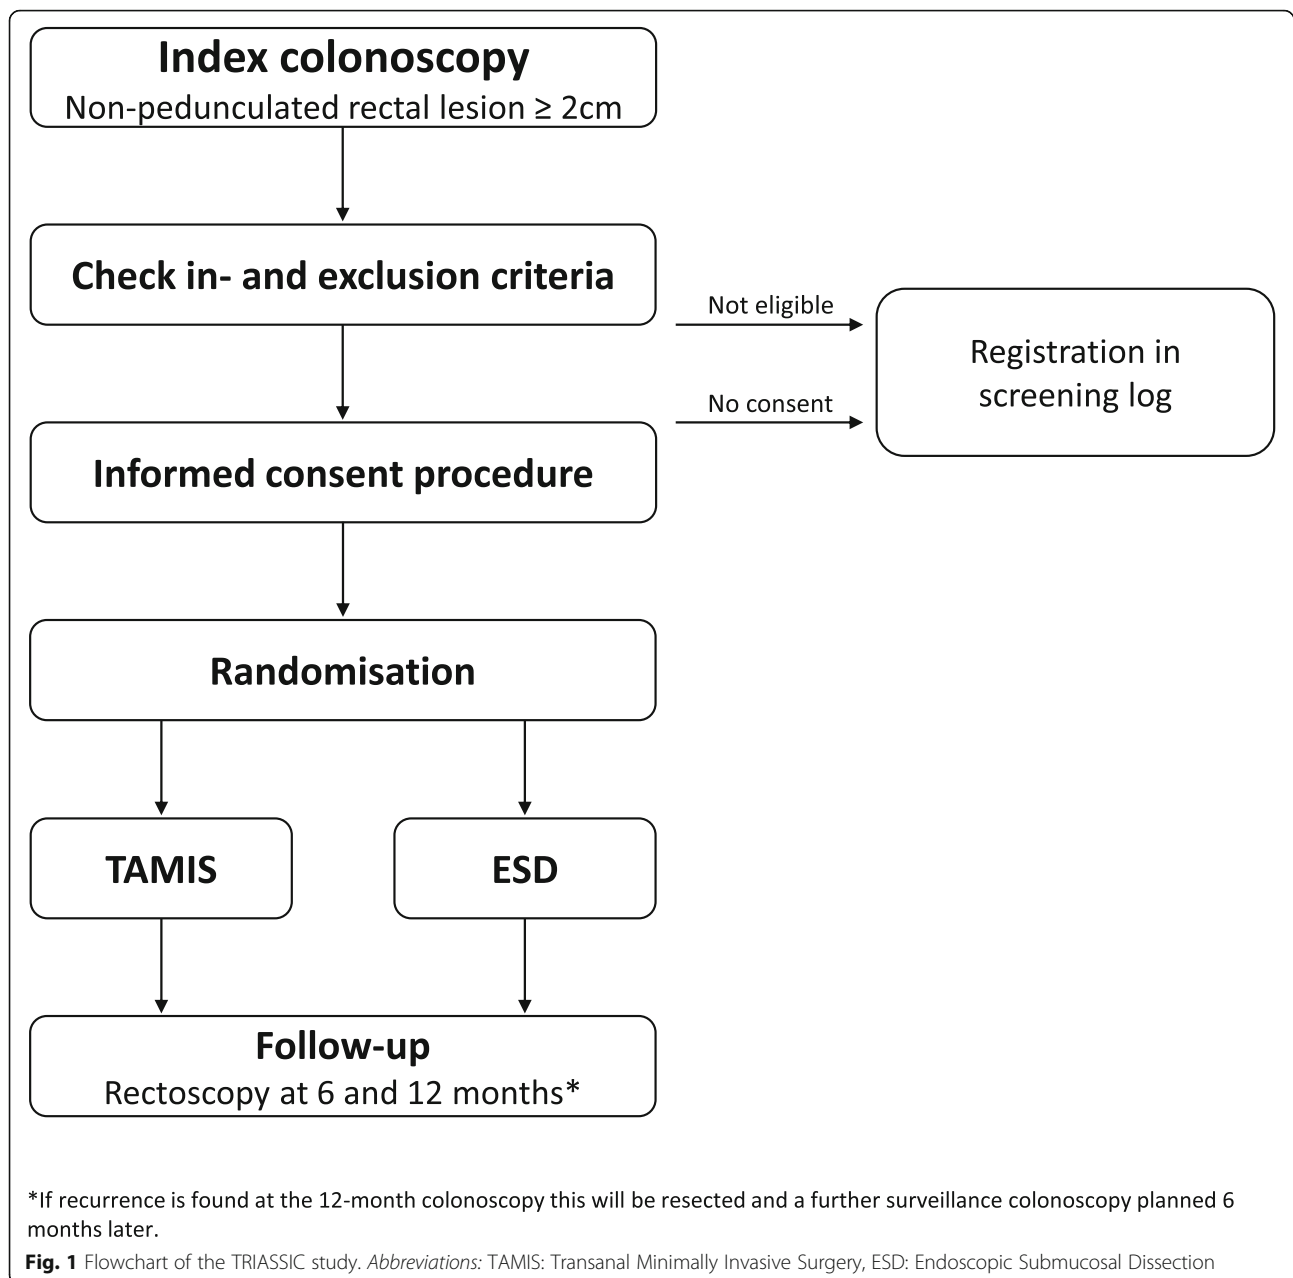 Index colonoscopy
Non-pedunculated rectal lesion ≥ 2cm
Check in- and exclusion criteria
Not eligible
Registration in
screening log
No consent
Informed consent procedure
Randomisation
TAMIS
ESD
Follow-up
Rectoscopy at 6 and 12 months*
*If recurrence is found at the 12-month colonoscopy this will be resected and a further surveillance colonoscopy planned 6
months later.
Fig. 1 Flowchart of the TRIASSIC study. Abbreviations: TAMIS: Transanal Minimally Invasive Surgery, ESD: Endoscopic Submucosal Dissection